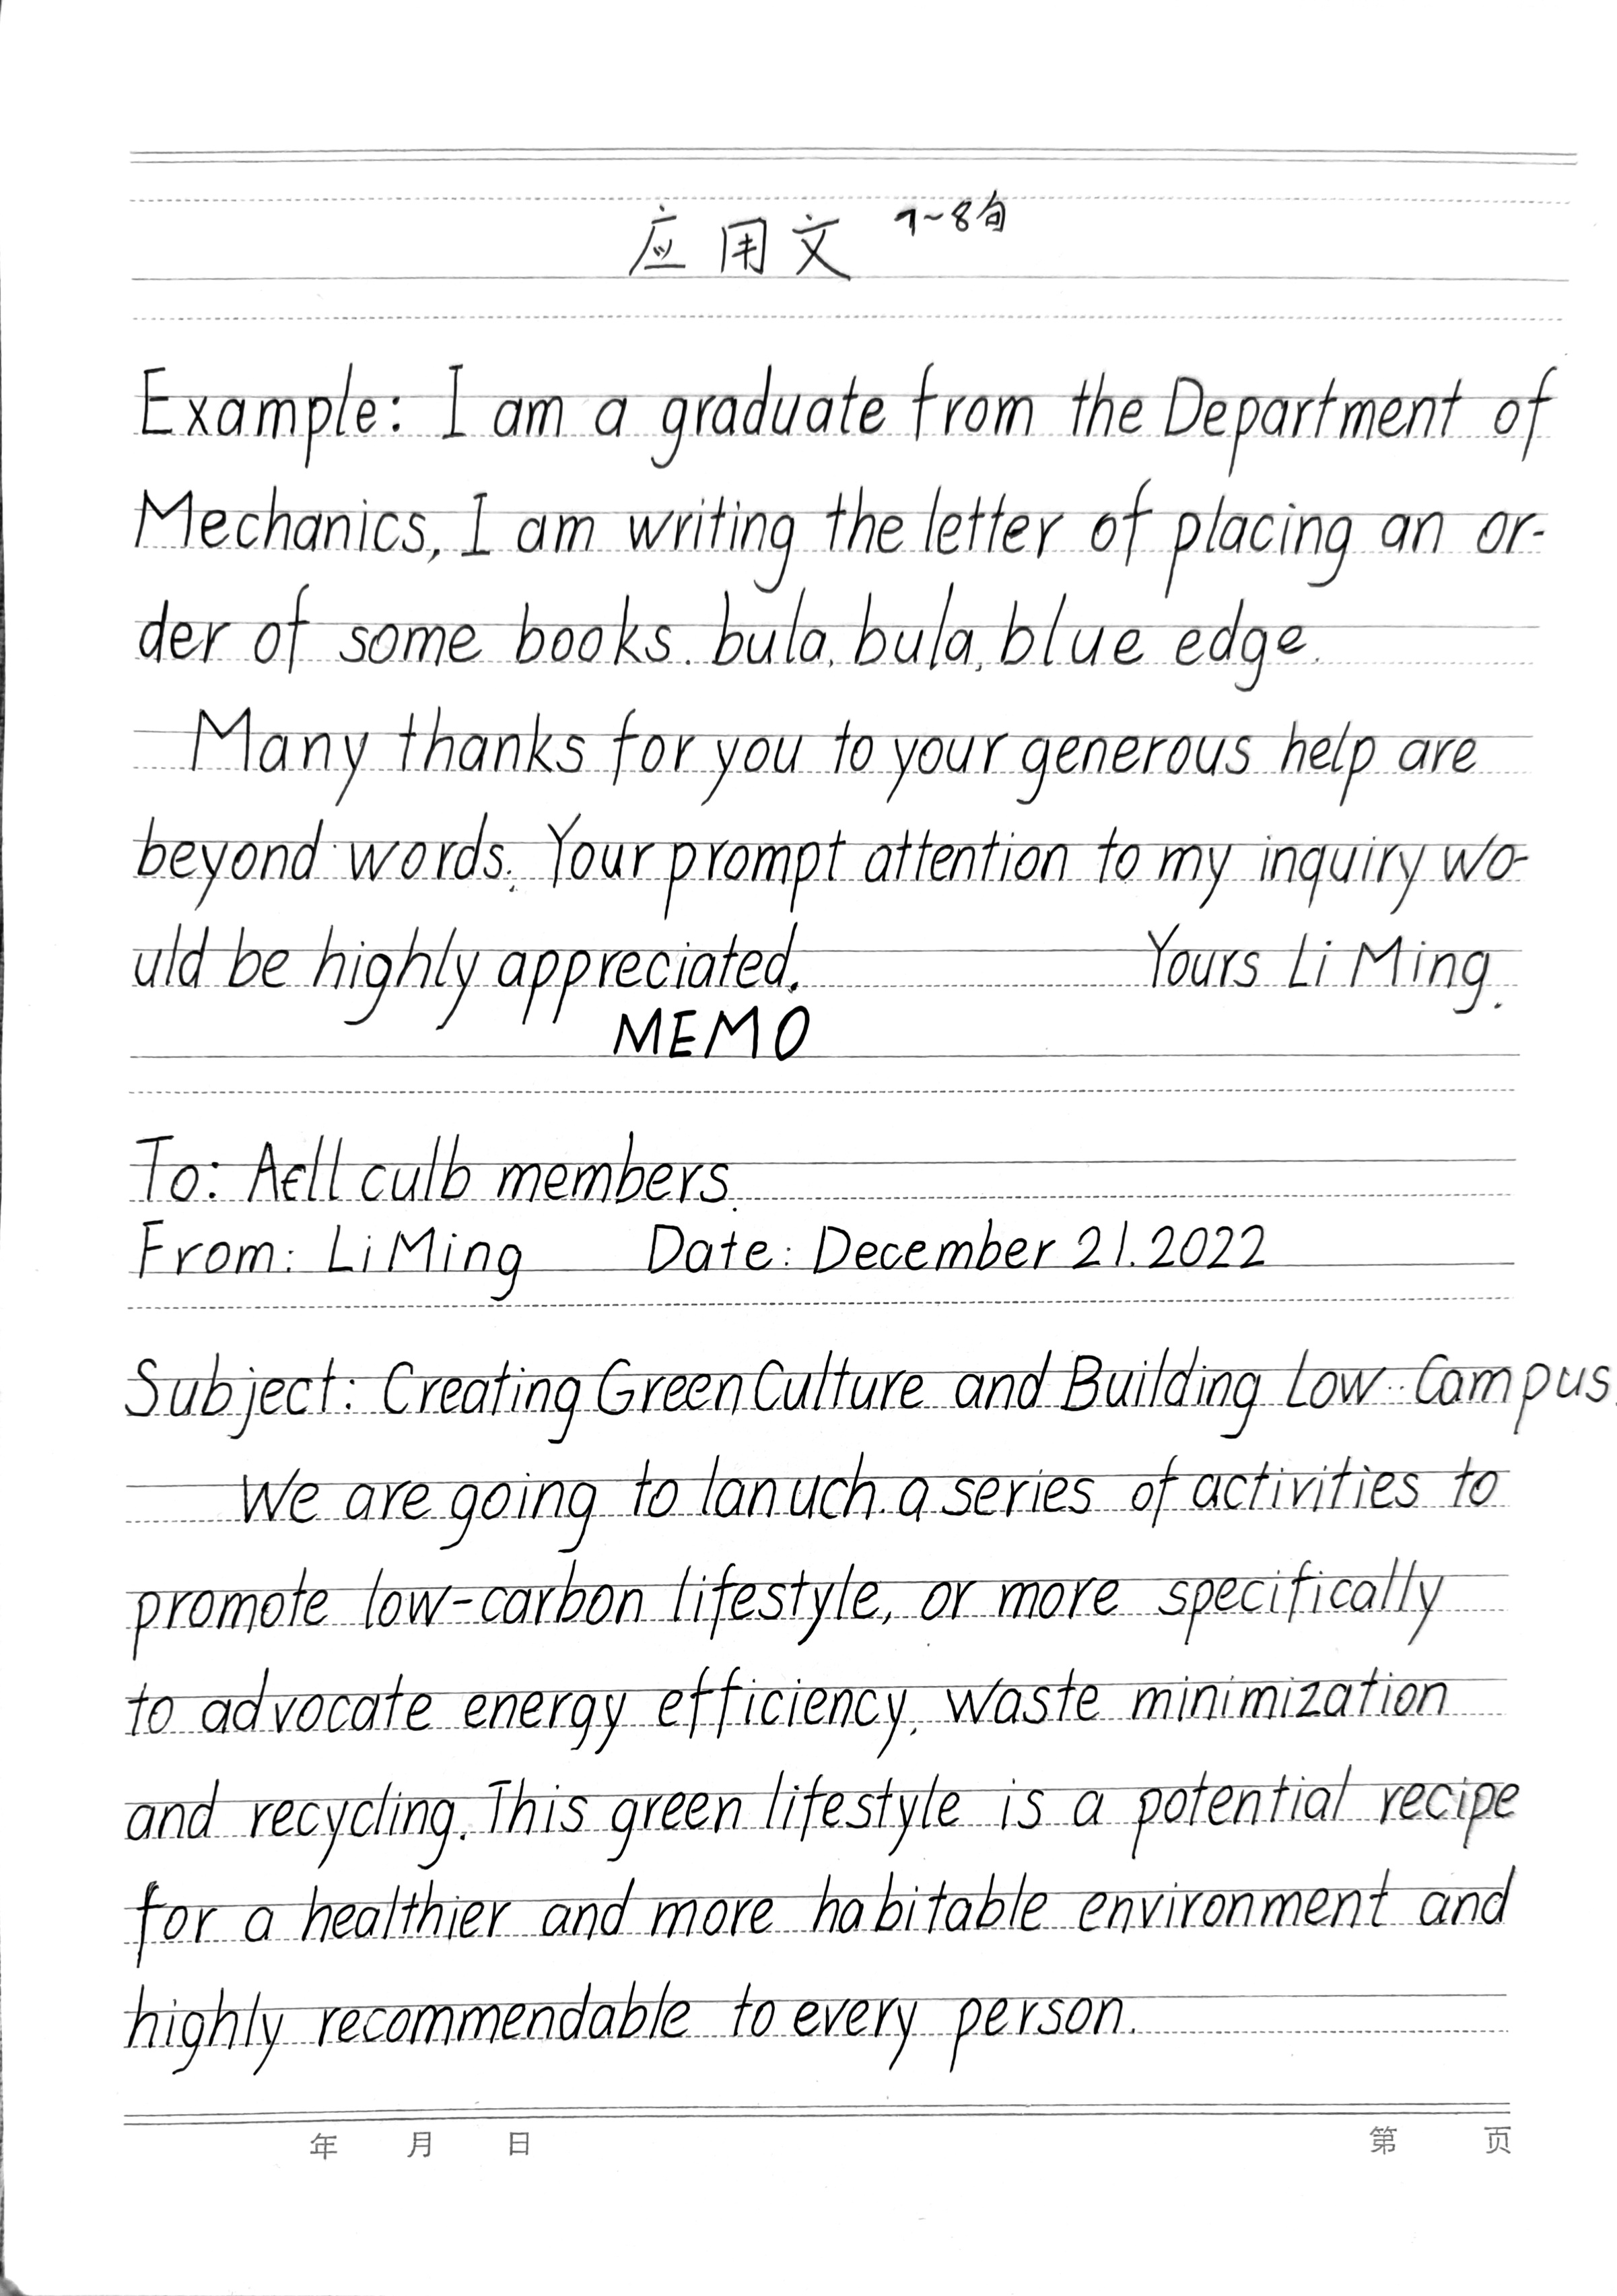 应用文 7~8句
Example: I am a graduate from the Department of
Mechanics, I am writing the letter of placing an or-
der of some books. bula, bula, blue edge.
Many thanks for you to your generous help are
beyond words. Your prompt attention to my inquiry wo-
uld be highly appreciated. Yours Li Ming.
MEMO
To: Aell culb members.
From: Li Ming Date: December 21.2022
Subject: Creating Green Culture and Building Low-Campus.
We are going to lanuch a series of activities to
promote low-carbon lifestyle, or more specifically
to advocate energy efficiency, waste minimization
and recycling. This green lifestyle is a potential recipe
for a healthier and more habitable environment and
highly recommendable to every person.
年 月 日 第 页